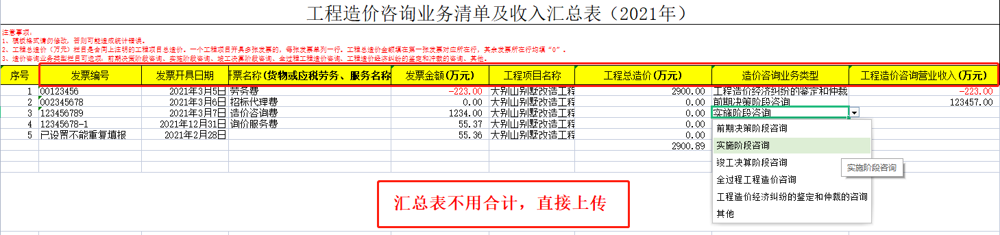 工程造价咨询业务清单及收入汇总表（2021年）
注意事项：
1、模板格式请勿修改，否则可能造成统计错误。
2、工程总造价（万元）栏目是合同上注明的工程项目总造价。一个工程项目开具多张发票的，每张发票单列一行。工程总造价金额填在第一张发票对应所在行，其余发票所在行均填“0”。
3、造价咨询业务类型栏目可选项：前期决策阶段咨询、实施阶段咨询、竣工决算阶段咨询、全过程工程造价咨询、工程造价经济纠纷的鉴定和仲裁的咨询、其他。
序号 发票编号 发票开具日期 票名称(货物或应税劳务、服务名称 发票金额(万元) 工程项目名称 工程总造价(万元) 造价咨询业务类型 工程造价咨询营业收入(万元)
1 00123456 2021年3月5日 劳务费 -223.00 大别山别墅改造工程 2900.00 工程造价经济纠纷的鉴定和仲裁 -223.00
2 002345678 2021年3月6日 招标代理费 0.00 大别山别墅改造工程 0.00 前期决策阶段咨询 123457.00
3 123456789 2021年3月7日 造价咨询费 1234.00 大别山别墅改造工程 0.00 实施阶段咨询
4 12345678-1 2021年12月31日 询价服务费 55.37 大别山别墅改造工程 0.00
5 已设置不能重复填报 2021年2月28日 55.36 大别山别墅改造工程 0.00
2900.89
前期决策阶段咨询
实施阶段咨询
竣工决算阶段咨询
实施阶段咨询
全过程工程造价咨询
工程造价经济纠纷的鉴定和仲裁的咨询
其他
汇总表不用合计，直接上传